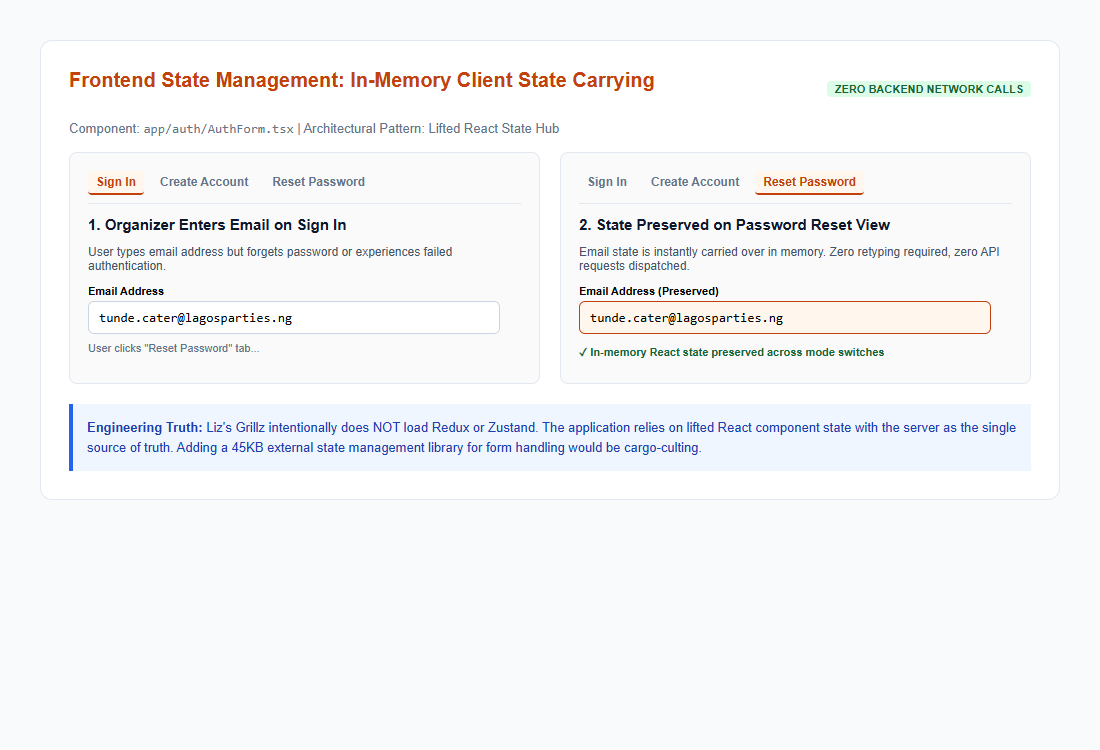 Frontend State Management: In-Memory Client State Carrying
ZERO BACKEND NETWORK CALLS
Component: app/auth/AuthForm.tsx | Architectural Pattern: Lifted React State Hub
Sign In Create Account Reset Password
1. Organizer Enters Email on Sign In
User types email address but forgets password or experiences failed
authentication.
Email Address
tunde.cater@lagosparties.ng
User clicks "Reset Password" tab...
Sign In Create Account Reset Password
2. State Preserved on Password Reset View
Email state is instantly carried over in memory. Zero retyping required, zero API
requests dispatched.
Email Address (Preserved)
tunde.cater@lagosparties.ng
✓ In-memory React state preserved across mode switches
Engineering Truth: Liz's Grillz intentionally does NOT load Redux or Zustand. The application relies on lifted React component state with the server as the single
source of truth. Adding a 45KB external state management library for form handling would be cargo-culting.